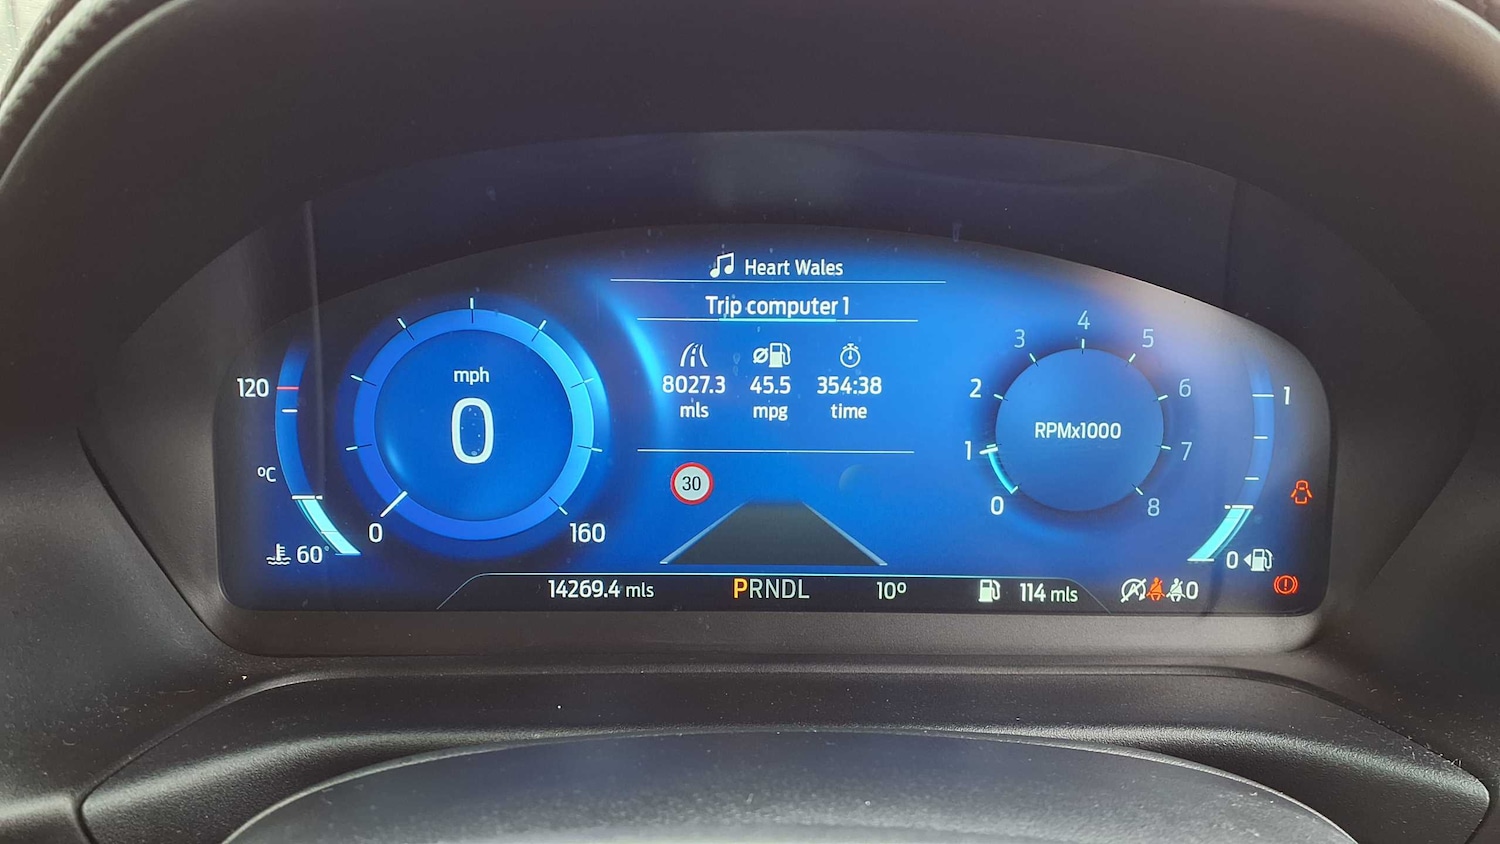 Heart Wales
Trip computer 1
8027.3 45.5 354:38
mls mpg time
120
°C
60°
mph
0
0 160
30
RPMx1000
0 1 2 3 4 5 6 7 8
1
0
14269.4 mls PRNDL 10° 114 mls 0